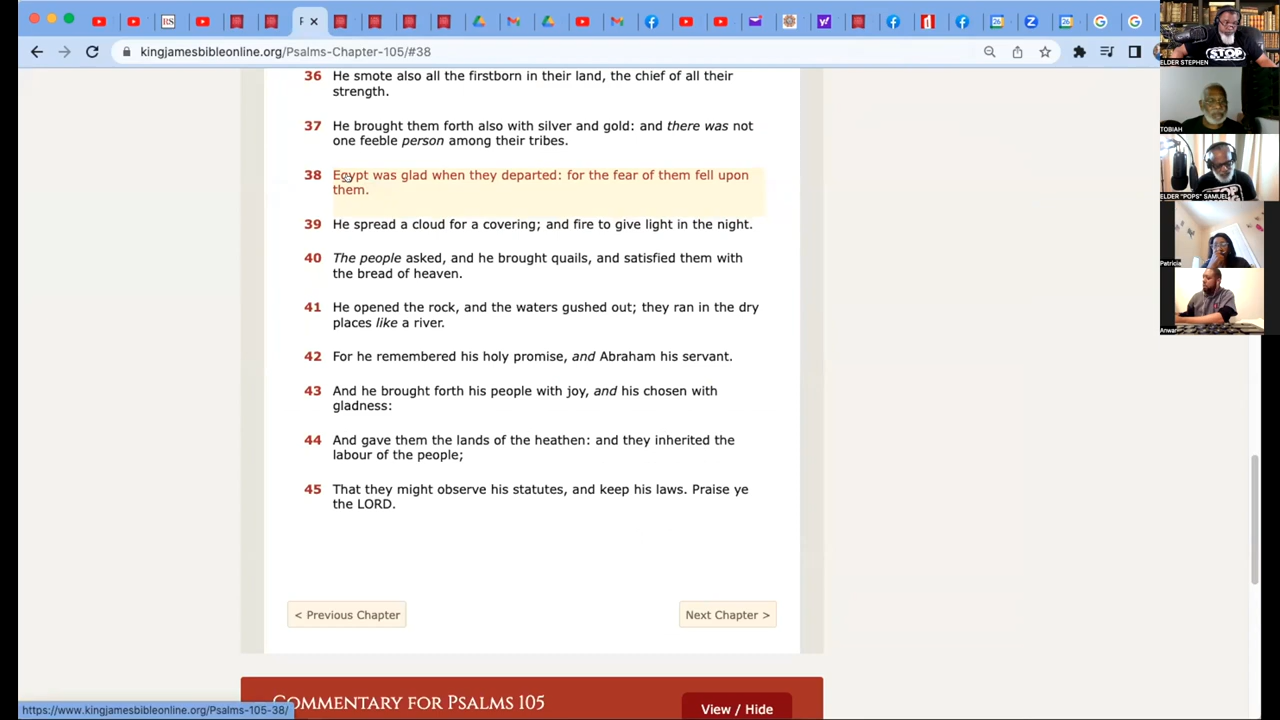 kingjamesbibleonline.org/Psalms-Chapter-105/#38
36 He smote also all the firstborn in their land, the chief of all their
strength.
37 He brought them forth also with silver and gold: and there was not
one feeble person among their tribes.
38 Egypt was glad when they departed: for the fear of them fell upon
them.
39 He spread a cloud for a covering; and fire to give light in the night.
40 The people asked, and he brought quails, and satisfied them with
the bread of heaven.
41 He opened the rock, and the waters gushed out; they ran in the dry
places like a river.
42 For he remembered his holy promise, and Abraham his servant.
43 And he brought forth his people with joy, and his chosen with
gladness:
44 And gave them the lands of the heathen: and they inherited the
labour of the people;
45 That they might observe his statutes, and keep his laws. Praise ye
the LORD.
< Previous Chapter
Next Chapter >
COMMENTARY FOR PSALMS 105
View / Hide
https://www.kingjamesbibleonline.org/Psalms-105-38/
STOP
ELDER STEPHEN
TOBIAH
ELDER "POPS" SAMUEL
Patricia
Anwar